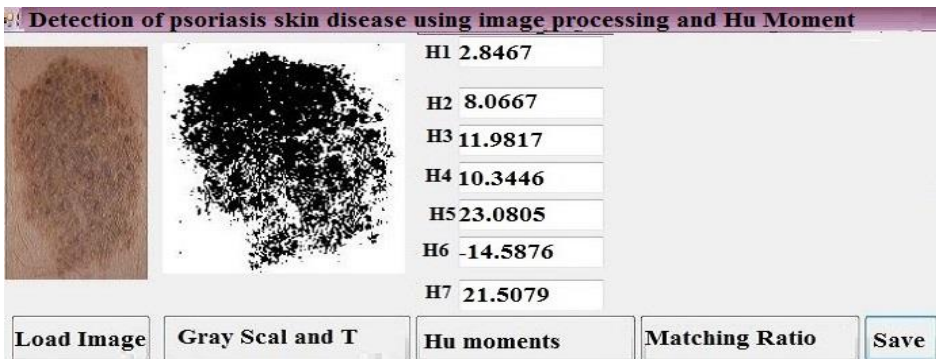 Detection of psoriasis skin disease using image processing and Hu Moment
H1 2.8467
H2 8.0667
H3 11.9817
H4 10.3446
H5 23.0805
H6 -14.5876
H7 21.5079
Load Image Gray Scal and T Hu moments Matching Ratio Save